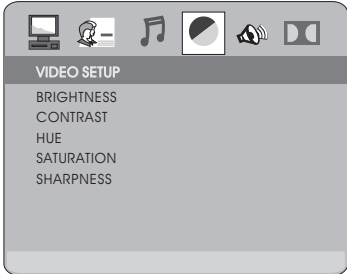 VIDEO SETUP
BRIGHTNESS
CONTRAST
HUE
SATURATION
SHARPNESS